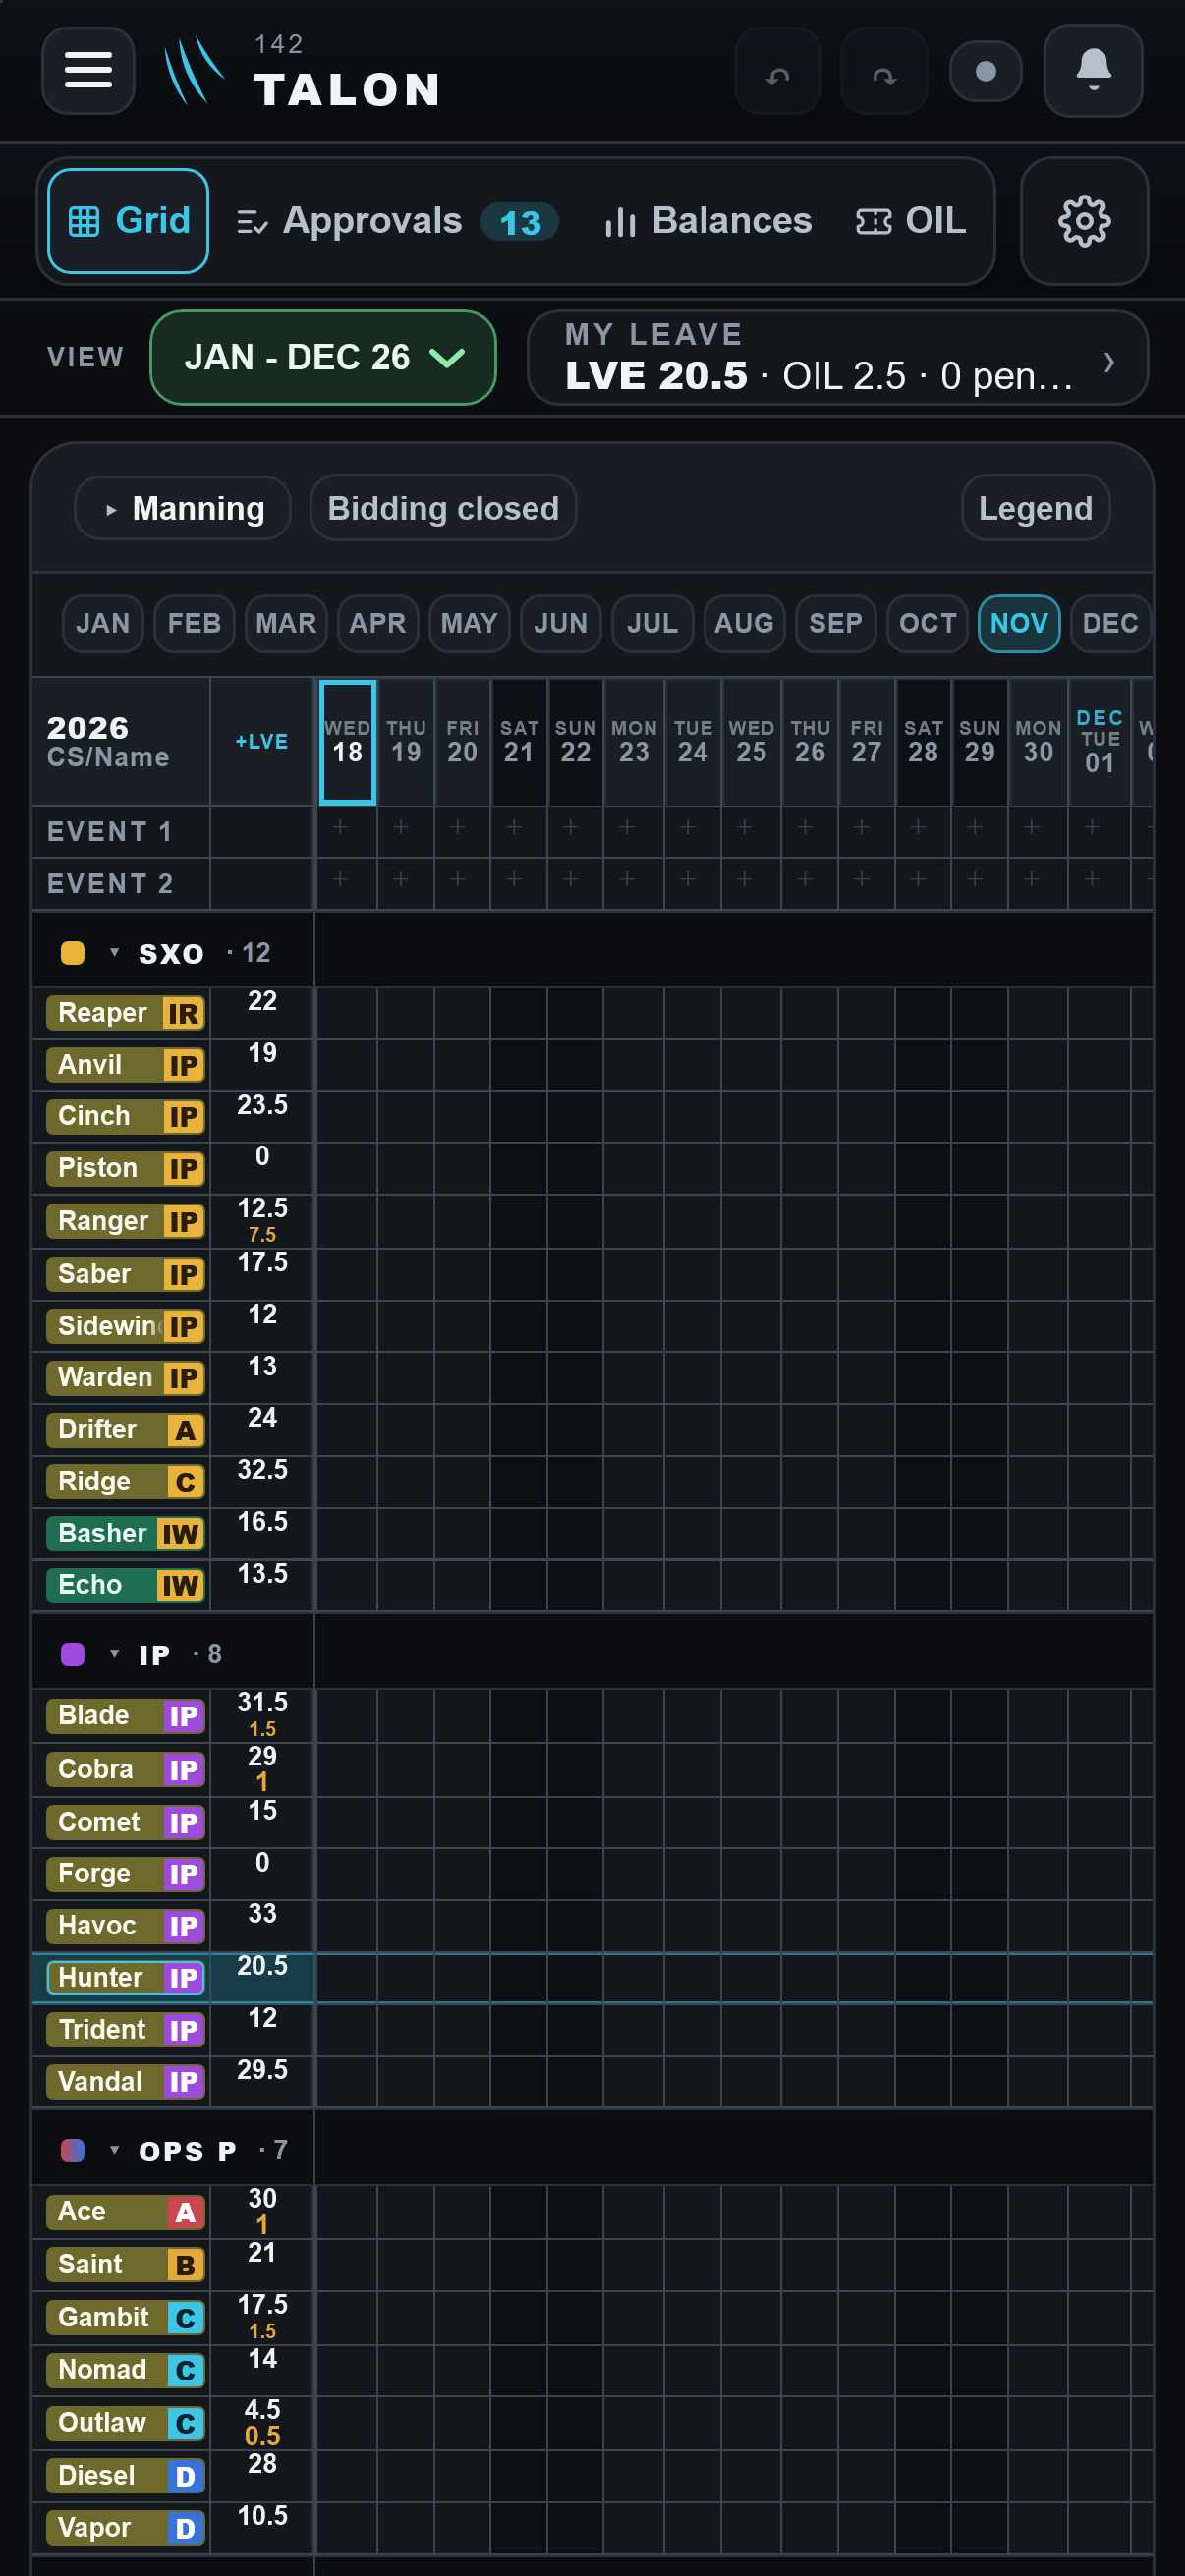 142
TALON
Grid Approvals 13 Balances OIL
VIEW JAN - DEC 26
MY LEAVE
LVE 20.5 · OIL 2.5 · 0 pen...
Manning Bidding closed Legend
JAN FEB MAR APR MAY JUN JUL AUG SEP OCT NOV DEC
2026
CS/Name
+LVE
WED 18
THU 19
FRI 20
SAT 21
SUN 22
MON 23
TUE 24
WED 25
THU 26
FRI 27
SAT 28
SUN 29
MON 30
DEC TUE 01
EVENT 1 + + + + + + + + + + + + + +
EVENT 2 + + + + + + + + + + + + + +
SXO · 12
Reaper IR 22
Anvil IP 19
Cinch IP 23.5
Piston IP 0
Ranger IP 12.5
7.5
Saber IP 17.5
Sidewin IP 12
Warden IP 13
Drifter A 24
Ridge C 32.5
Basher IW 16.5
Echo IW 13.5
IP · 8
Blade IP 31.5
1.5
Cobra IP 29
1
Comet IP 15
Forge IP 0
Havoc IP 33
Hunter IP 20.5
Trident IP 12
Vandal IP 29.5
OPS P · 7
Ace A 30
1
Saint B 21
Gambit C 17.5
1.5
Nomad C 14
Outlaw C 4.5
0.5
Diesel D 28
Vapor D 10.5